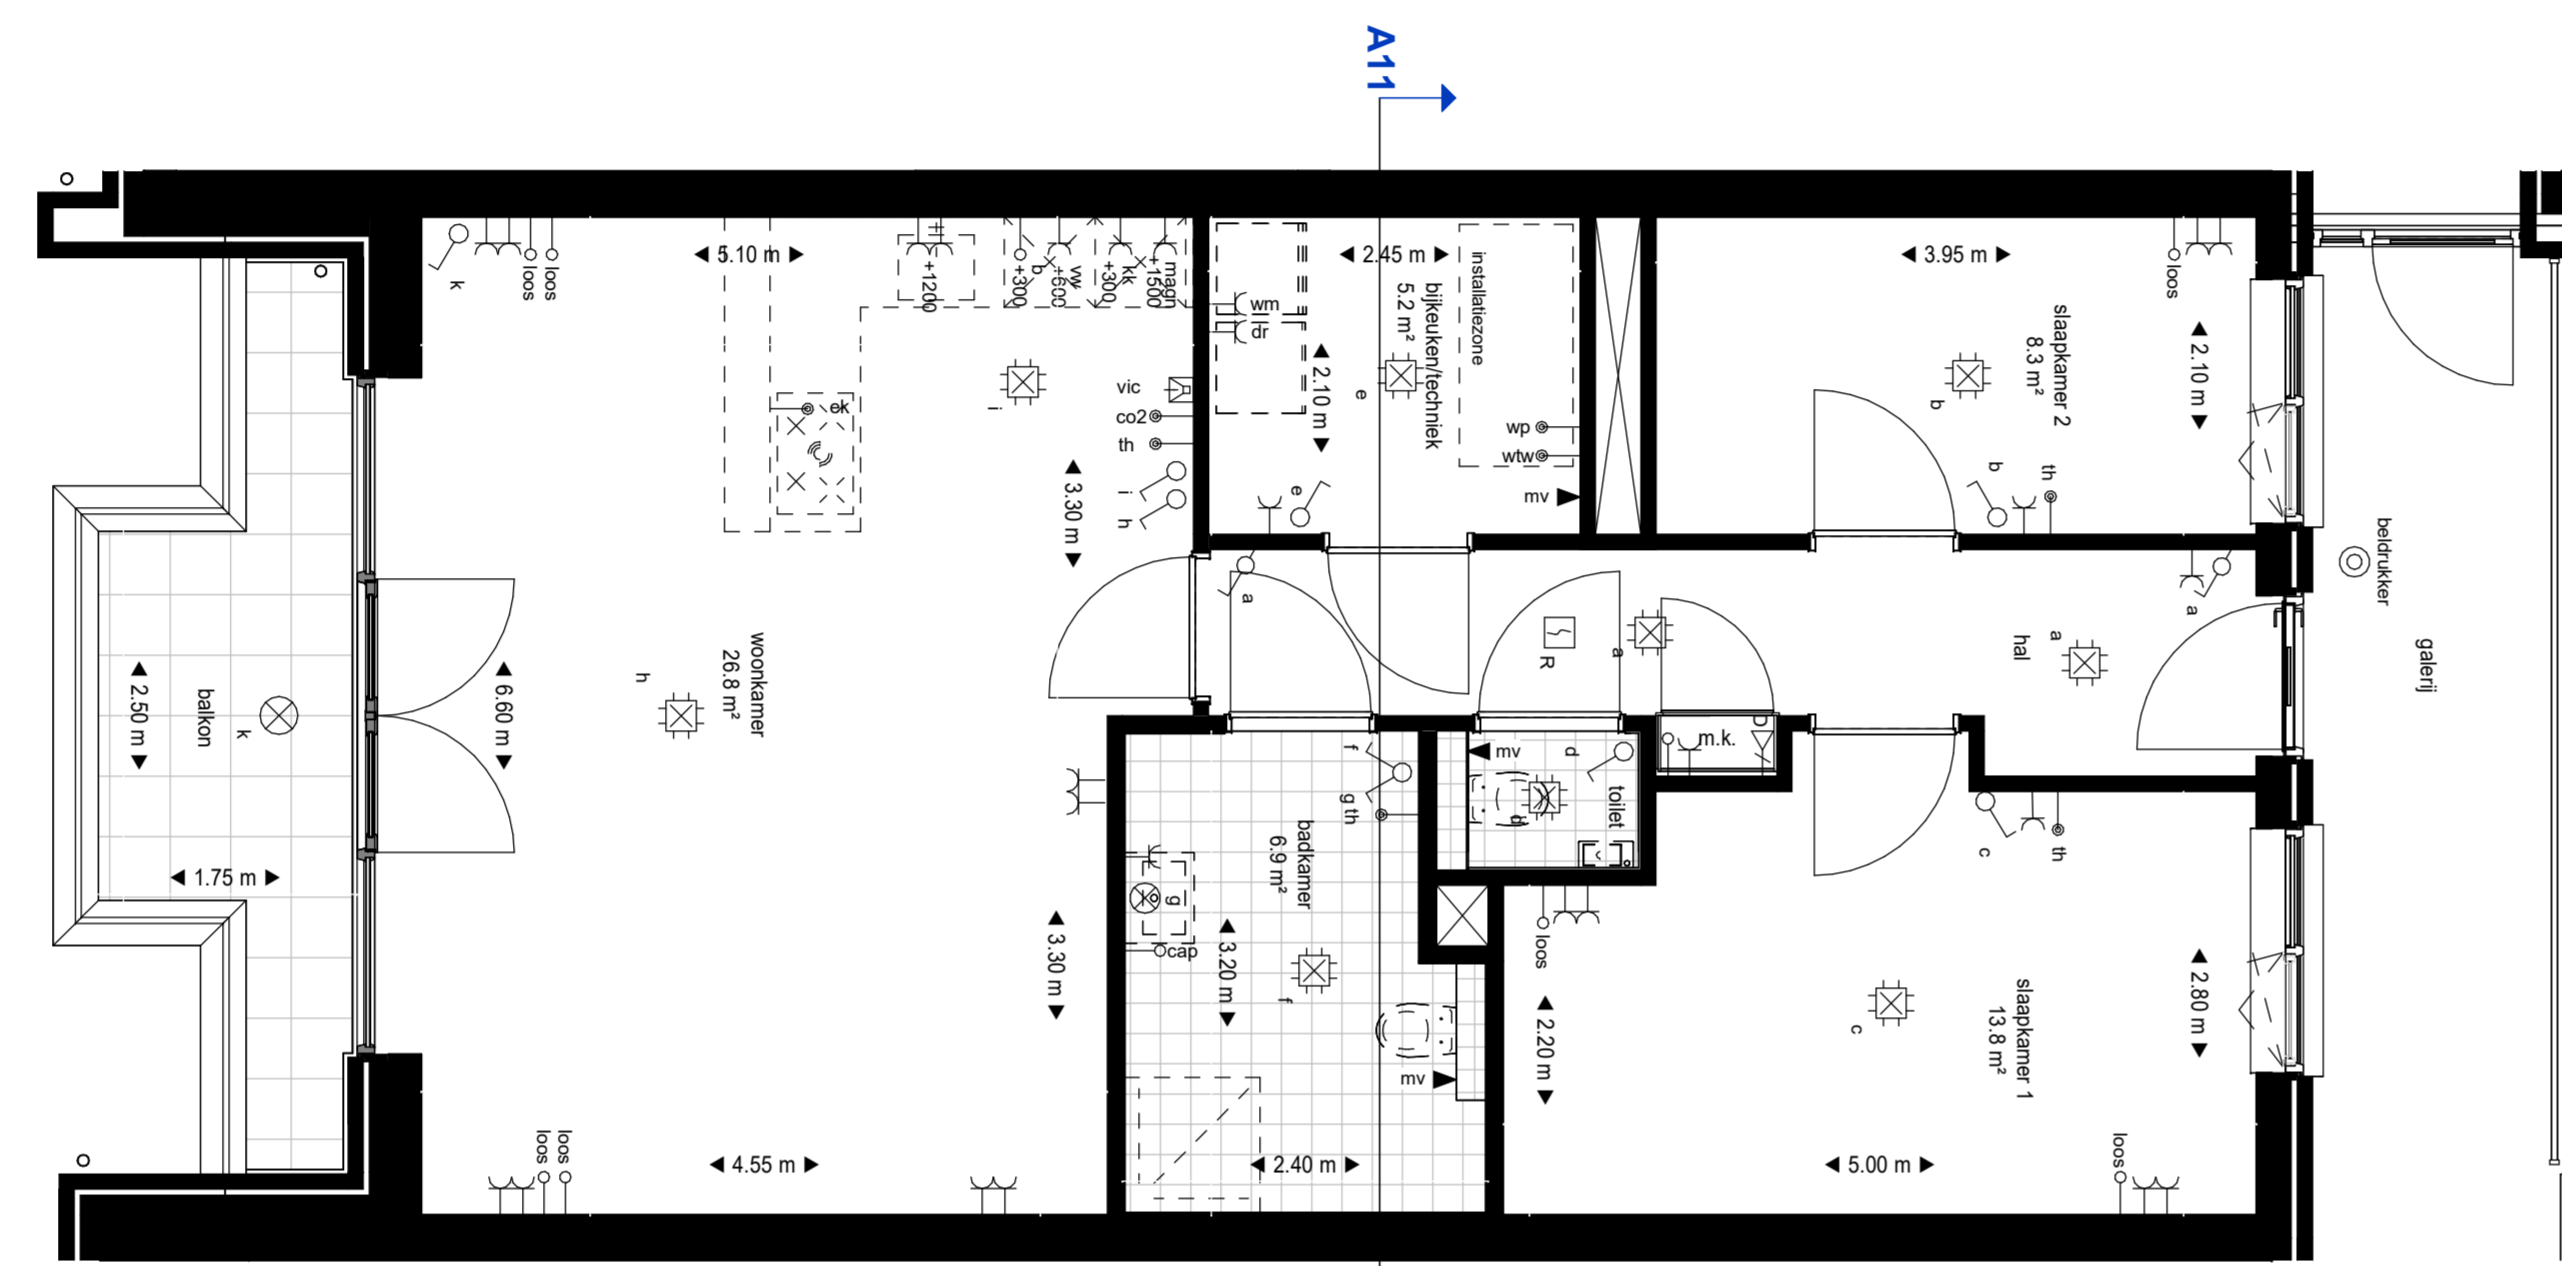 A11
k
loos
loos
5.10 m
+1200
+300
b
+600
vw
+300
kk
+1500
magn
2.45 m
bijkeuken/techniek
5.2 m²
installatiezone
wm
dr
2.10 m
e
wp
wtw
mv
e
3.95 m
slaapkamer 2
8.3 m²
loos
2.10 m
b
b
th
ek
i
vic
co2
th
i
h
3.30 m
beldrukker
galerij
a
R
a
hal
a
a
woonkamer
26.8 m²
h
6.60 m
2.50 m
balkon
k
1.75 m
f
g th
mv
d
toilet
d
m.k.
c
th
badkamer
6.9 m²
g
cap
3.20 m
f
mv
3.30 m
loos
2.20 m
slaapkamer 1
13.8 m²
c
2.80 m
loos
loos
4.55 m
2.40 m
5.00 m
loos